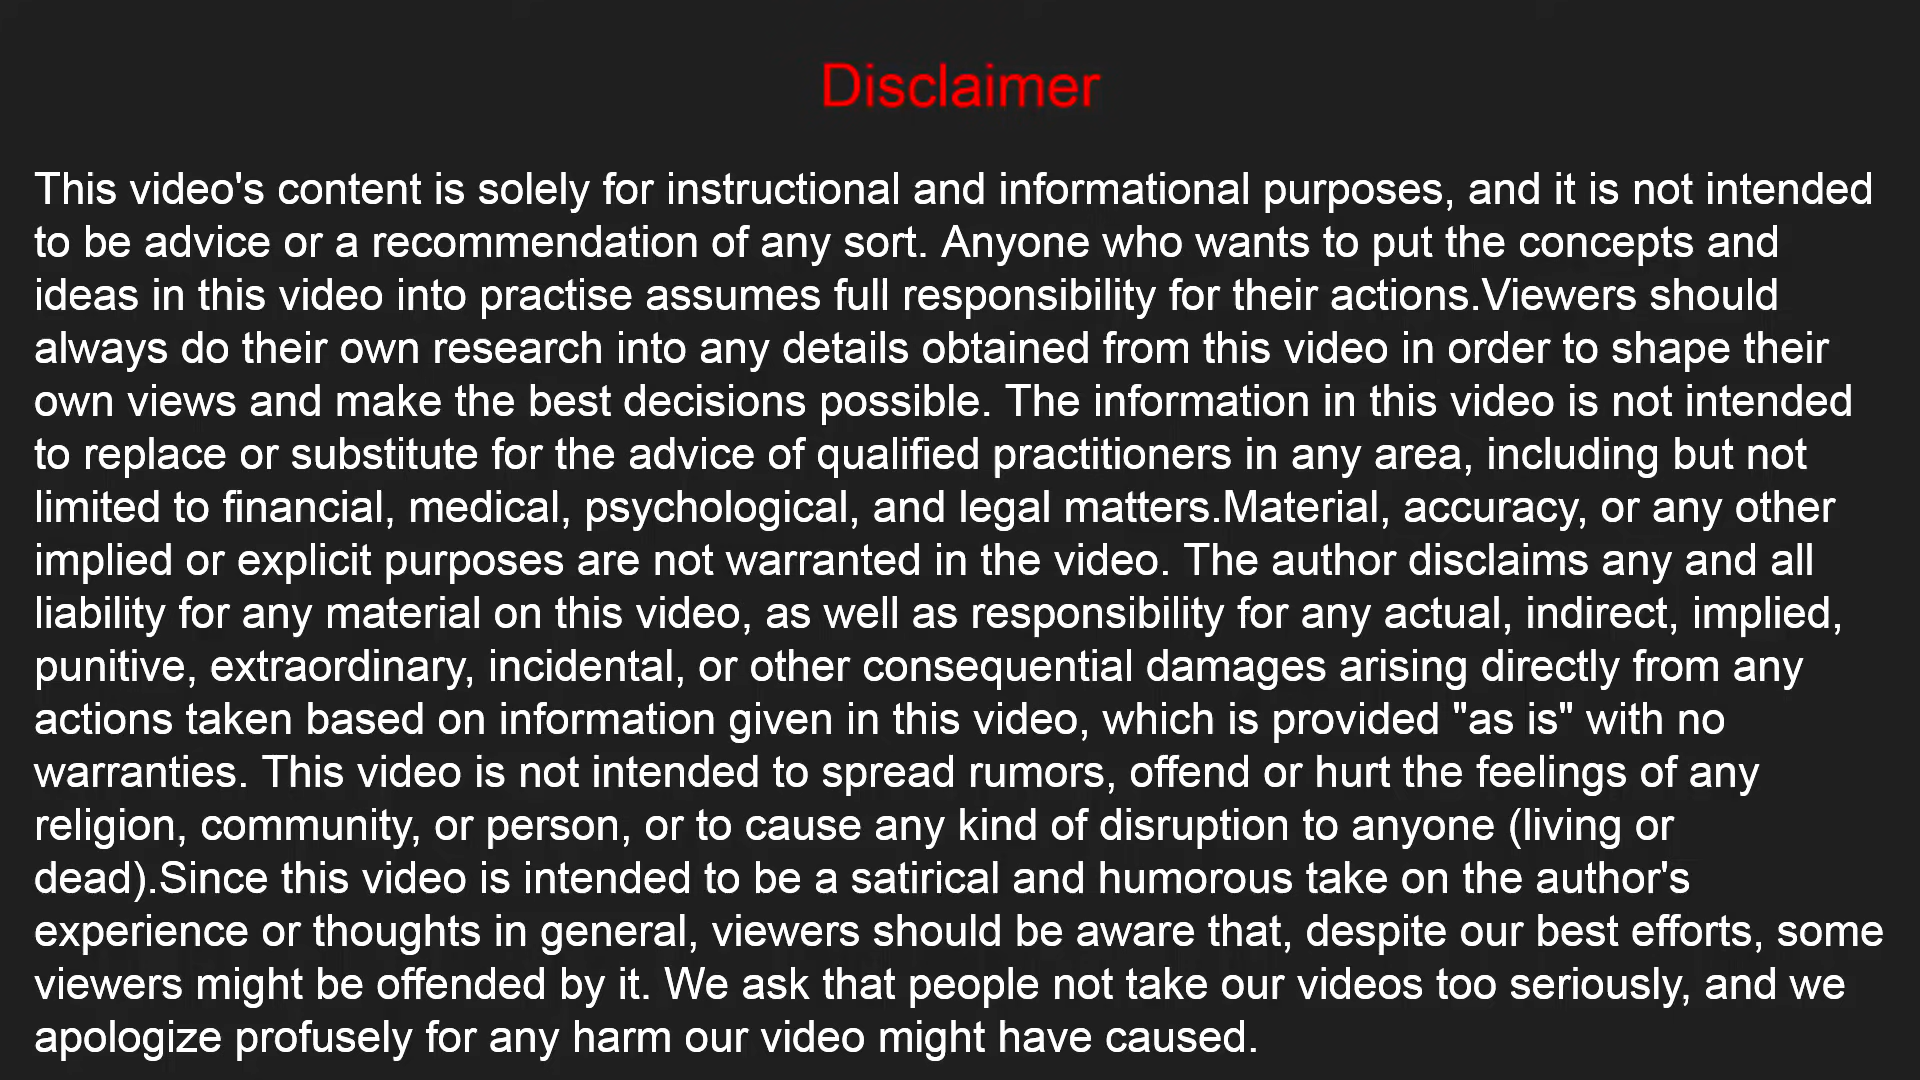 Disclaimer
This video's content is solely for instructional and informational purposes, and it is not intended
to be advice or a recommendation of any sort. Anyone who wants to put the concepts and
ideas in this video into practise assumes full responsibility for their actions.Viewers should
always do their own research into any details obtained from this video in order to shape their
own views and make the best decisions possible. The information in this video is not intended
to replace or substitute for the advice of qualified practitioners in any area, including but not
limited to financial, medical, psychological, and legal matters.Material, accuracy, or any other
implied or explicit purposes are not warranted in the video. The author disclaims any and all
liability for any material on this video, as well as responsibility for any actual, indirect, implied,
punitive, extraordinary, incidental, or other consequential damages arising directly from any
actions taken based on information given in this video, which is provided "as is" with no
warranties. This video is not intended to spread rumors, offend or hurt the feelings of any
religion, community, or person, or to cause any kind of disruption to anyone (living or
dead).Since this video is intended to be a satirical and humorous take on the author's
experience or thoughts in general, viewers should be aware that, despite our best efforts, some
viewers might be offended by it. We ask that people not take our videos too seriously, and we
apologize profusely for any harm our video might have caused.